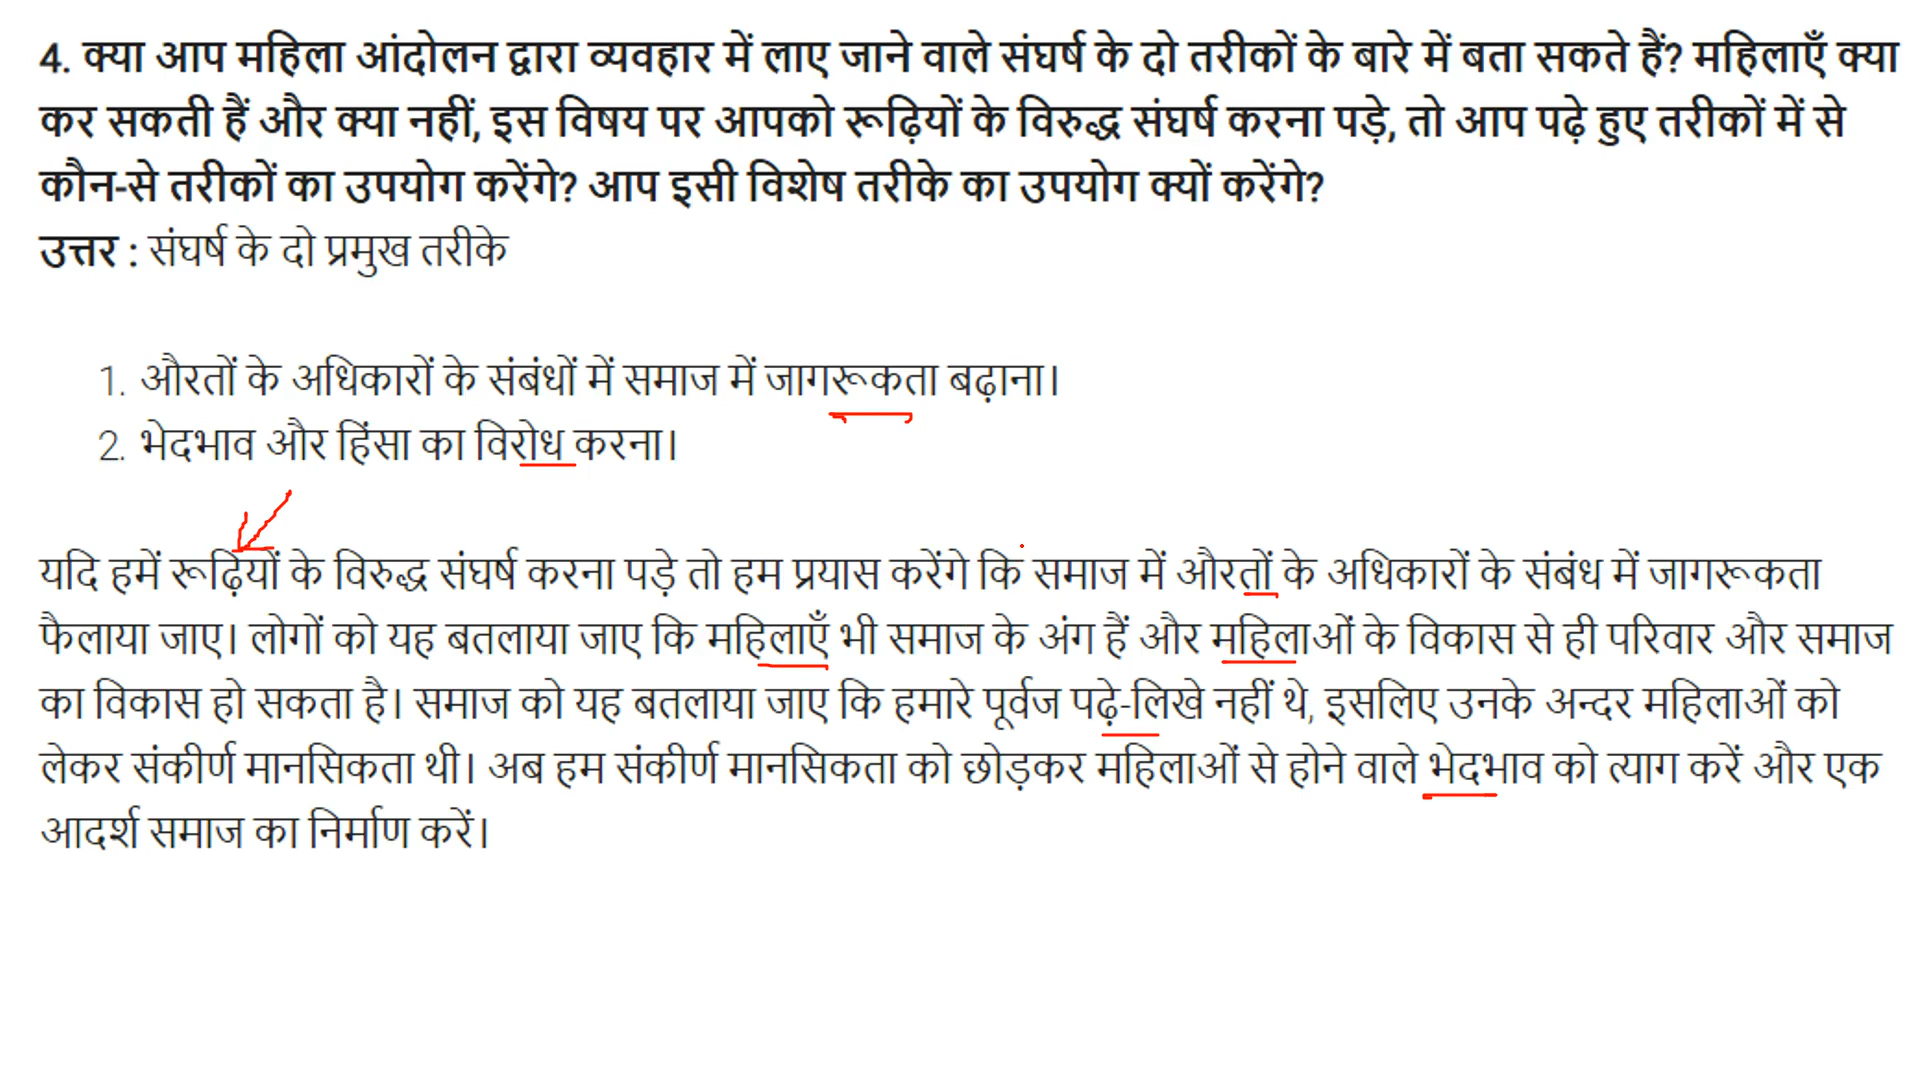 4. क्या आप महिला आंदोलन द्वारा व्यवहार में लाए जाने वाले संघर्ष के दो तरीकों के बारे में बता सकते हैं? महिलाएँ क्या
कर सकती हैं और क्या नहीं, इस विषय पर आपको रूढ़ियों के विरुद्ध संघर्ष करना पड़े, तो आप पढ़े हुए तरीकों में से
कौन-से तरीकों का उपयोग करेंगे? आप इसी विशेष तरीके का उपयोग क्यों करेंगे?
उत्तर : संघर्ष के दो प्रमुख तरीके
1. औरतों के अधिकारों के संबंधों में समाज में जागरूकता बढ़ाना।
2. भेदभाव और हिंसा का विरोध करना।
यदि हमें रूढ़ियों के विरुद्ध संघर्ष करना पड़े तो हम प्रयास करेंगे कि समाज में औरतों के अधिकारों के संबंध में जागरूकता
फैलाया जाए। लोगों को यह बतलाया जाए कि महिलाएँ भी समाज के अंग हैं और महिलाओं के विकास से ही परिवार और समाज
का विकास हो सकता है। समाज को यह बतलाया जाए कि हमारे पूर्वज पढ़े-लिखे नहीं थे, इसलिए उनके अन्दर महिलाओं को
लेकर संकीर्ण मानसिकता थी। अब हम संकीर्ण मानसिकता को छोड़कर महिलाओं से होने वाले भेदभाव को त्याग करें और एक
आदर्श समाज का निर्माण करें।